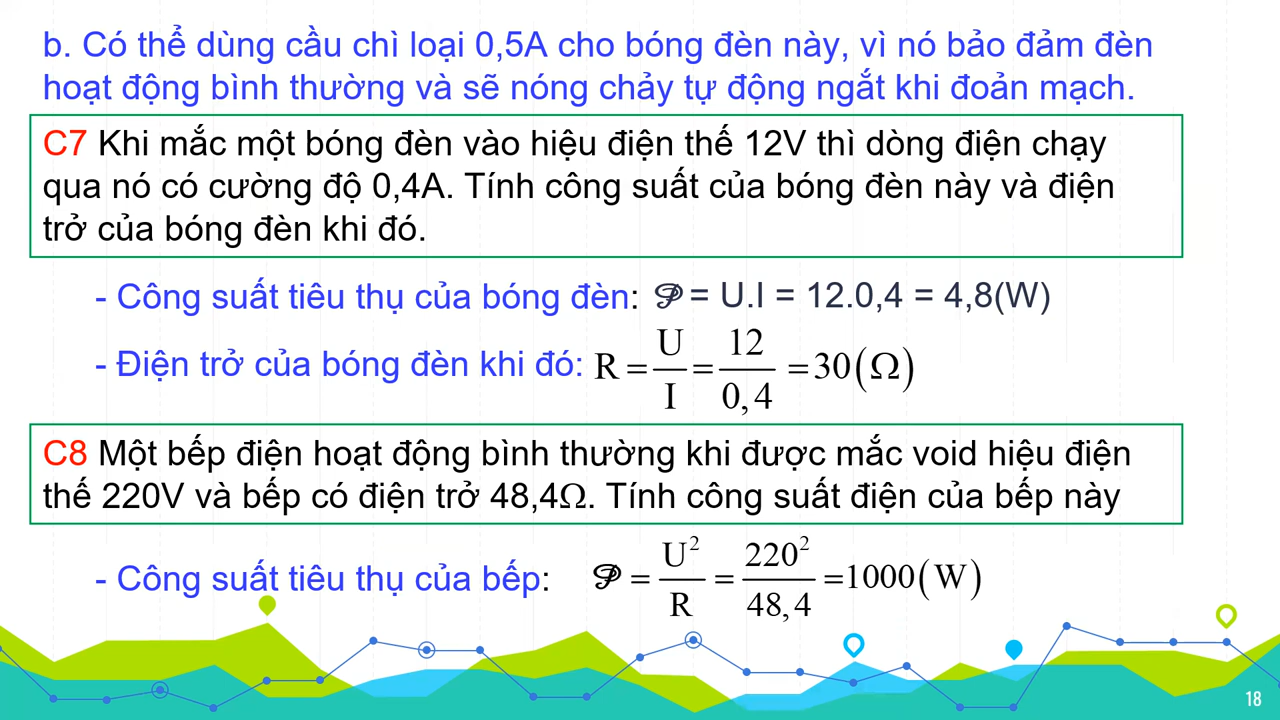 b. Có thể dùng cầu chì loại 0,5A cho bóng đèn này, vì nó bảo đảm đèn
hoạt động bình thường và sẽ nóng chảy tự động ngắt khi đoản mạch.
C7 Khi mắc một bóng đèn vào hiệu điện thế 12V thì dòng điện chạy
qua nó có cường độ 0,4A. Tính công suất của bóng đèn này và điện
trở của bóng đèn khi đó.
- Công suất tiêu thụ của bóng đèn: 𝒫 = U.I = 12.0,4 = 4,8(W)
- Điện trở của bóng đèn khi đó: R = U/I = 12/0,4 = 30(Ω)
C8 Một bếp điện hoạt động bình thường khi được mắc void hiệu điện
thế 220V và bếp có điện trở 48,4Ω. Tính công suất điện của bếp này
- Công suất tiêu thụ của bếp: 𝒫 = U²/R = 220²/48,4 = 1000(W)
18